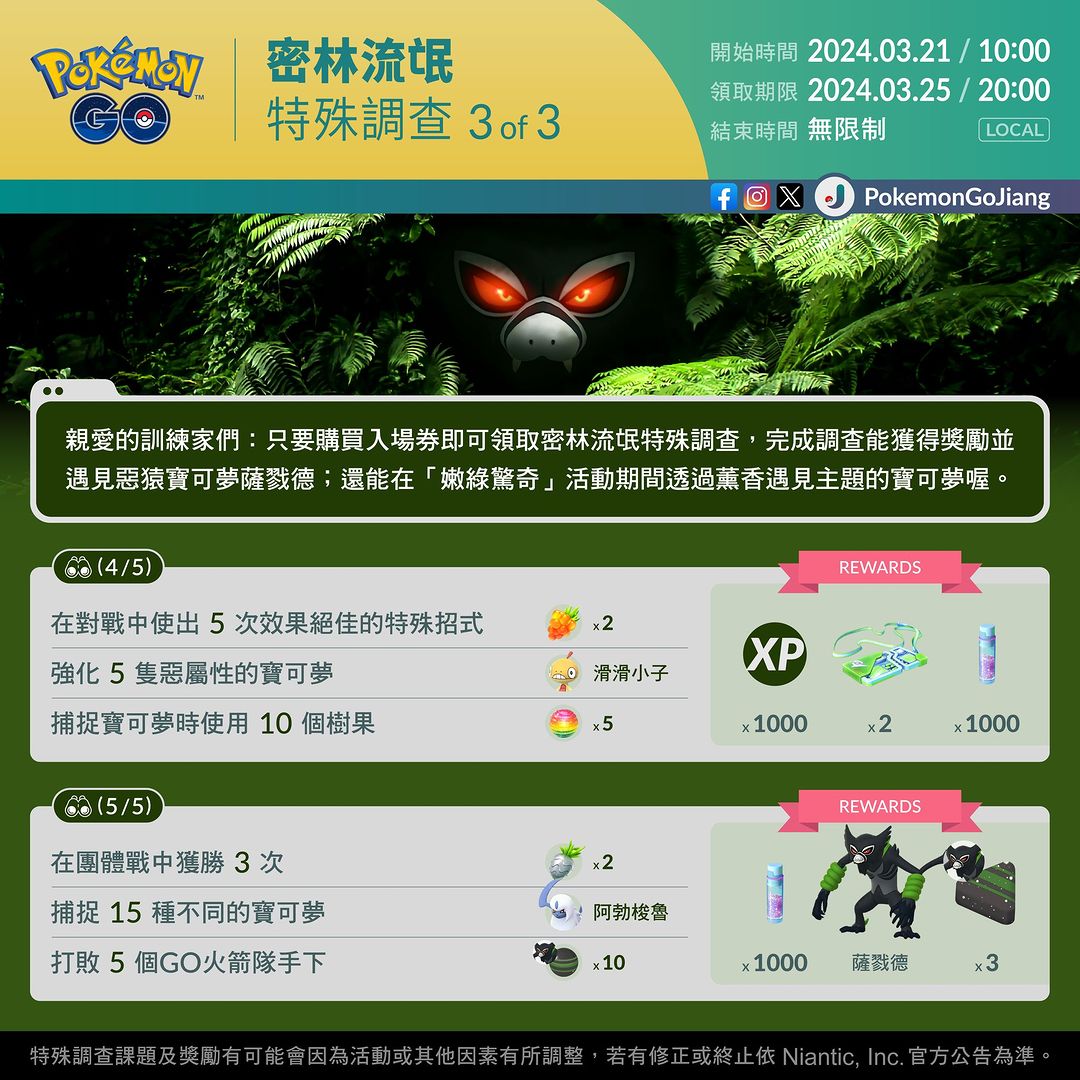 POKéMON™
GO
密林流氓
特殊調查 3 of 3
開始時間 2024.03.21 / 10:00
領取期限 2024.03.25 / 20:00
結束時間 無限制 LOCAL
PokemonGoJiang
親愛的訓練家們：只要購買入場券即可領取密林流氓特殊調查，完成調查能獲得獎勵並
遇見惡猿寶可夢薩戮德；還能在「嫩綠驚奇」活動期間透過薰香遇見主題的寶可夢喔。
(4/5)
REWARDS
在對戰中使出 5 次效果絕佳的特殊招式 x2
強化 5 隻惡屬性的寶可夢 滑滑小子
捕捉寶可夢時使用 10 個樹果 x5
XP
x1000 x2 x1000
(5/5)
REWARDS
在團體戰中獲勝 3 次 x2
捕捉 15 種不同的寶可夢 阿勃梭魯
打敗 5 個GO火箭隊手下 x10
x1000 薩戮德 x3
特殊調查課題及獎勵有可能會因為活動或其他因素有所調整，若有修正或終止依 Niantic, Inc. 官方公告為準。